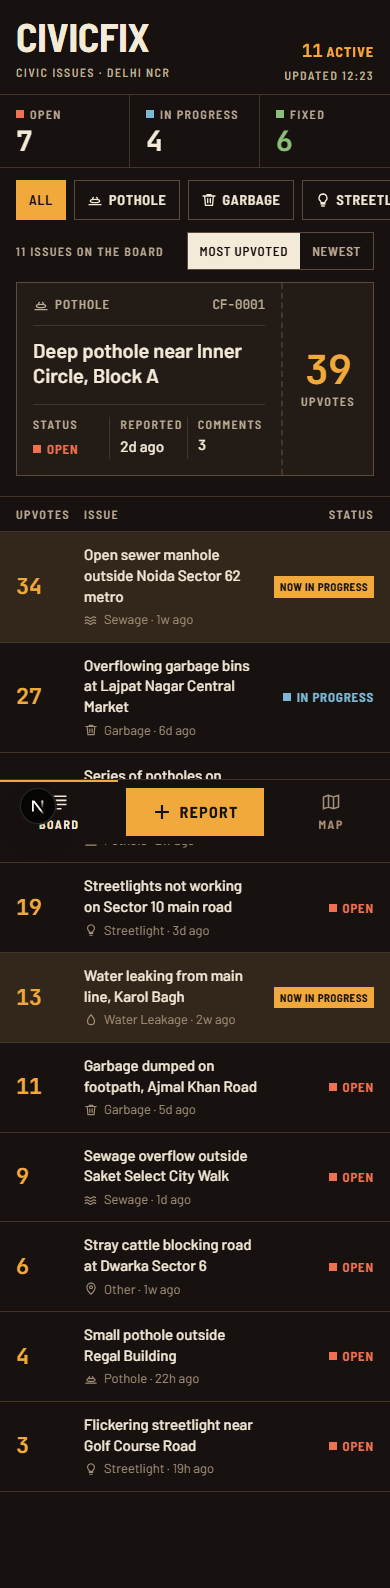 CIVICFIX
CIVIC ISSUES · DELHI NCR
11 ACTIVE
UPDATED 12:23
OPEN
7
IN PROGRESS
4
FIXED
6
ALL
POTHOLE
GARBAGE
STREETL
11 ISSUES ON THE BOARD
MOST UPVOTED
NEWEST
POTHOLE
CF-0001
Deep pothole near Inner
Circle, Block A
39
UPVOTES
STATUS
OPEN
REPORTED
2d ago
COMMENTS
3
UPVOTES
ISSUE
STATUS
34
Open sewer manhole
outside Noida Sector 62
metro
Sewage · 1w ago
NOW IN PROGRESS
27
Overflowing garbage bins
at Lajpat Nagar Central
Market
Garbage · 6d ago
IN PROGRESS
Series of potholes on
N
BOARD
REPORT
MAP
19
Streetlights not working
on Sector 10 main road
Streetlight · 3d ago
OPEN
13
Water leaking from main
line, Karol Bagh
Water Leakage · 2w ago
NOW IN PROGRESS
11
Garbage dumped on
footpath, Ajmal Khan Road
Garbage · 5d ago
OPEN
9
Sewage overflow outside
Saket Select City Walk
Sewage · 1d ago
OPEN
6
Stray cattle blocking road
at Dwarka Sector 6
Other · 1w ago
OPEN
4
Small pothole outside
Regal Building
Pothole · 22h ago
OPEN
3
Flickering streetlight near
Golf Course Road
Streetlight · 19h ago
OPEN